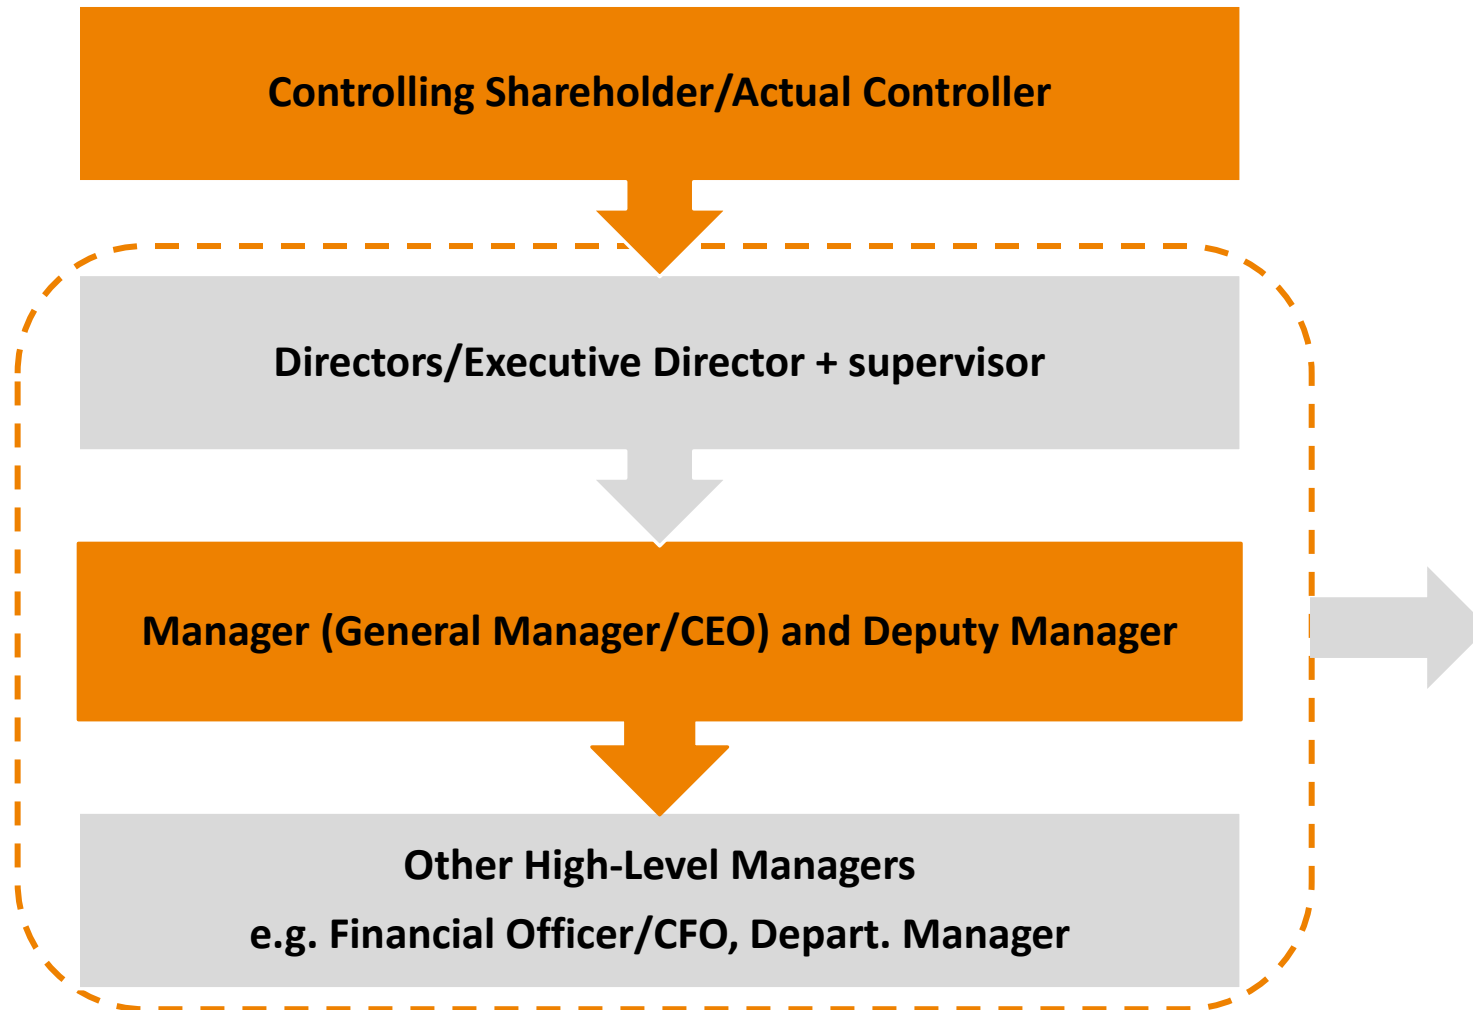 Controlling Shareholder/Actual Controller
Directors/Executive Director + supervisor
Manager (General Manager/CEO) and Deputy Manager
Other High-Level Managers
e.g. Financial Officer/CFO, Depart. Manager